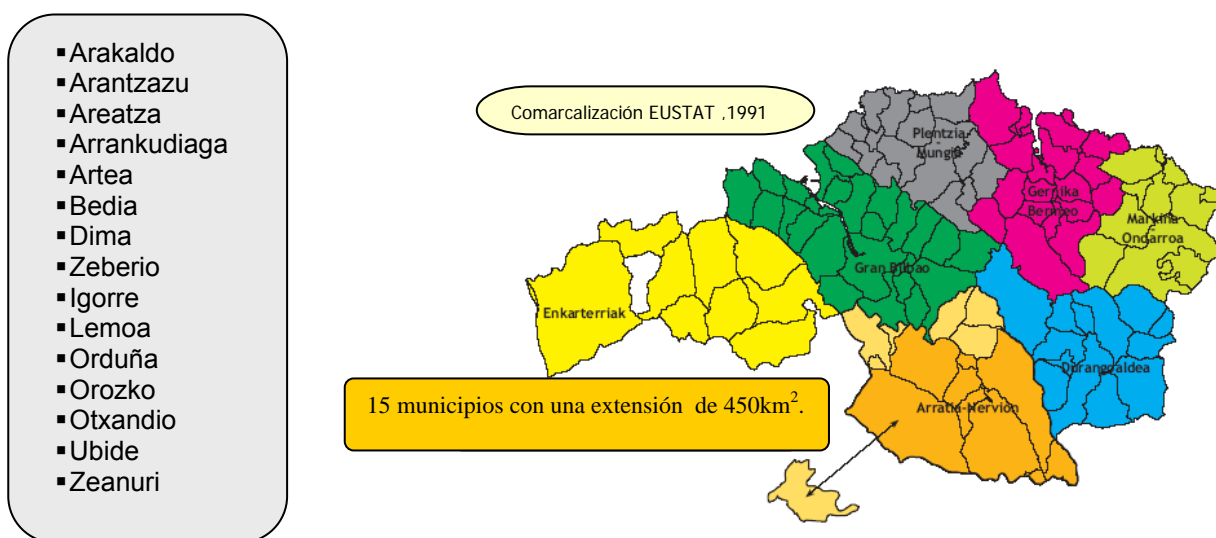 ▪Arakaldo
▪Arantzazu
▪Areatza
▪Arrankudiaga
▪Artea
▪Bedia
▪Dima
▪Zeberio
▪Igorre
▪Lemoa
▪Orduña
▪Orozko
▪Otxandio
▪Ubide
▪Zeanuri
Comarcalización EUSTAT ,1991
Plentzia
-
Mungia
Gernika
-
Bermeo
Markina
-
Ondarroa
Gran Bilbao
Enkarterriak
Durangoaldea
Arratia-Nervión
15 municipios con una extensión de 450km².